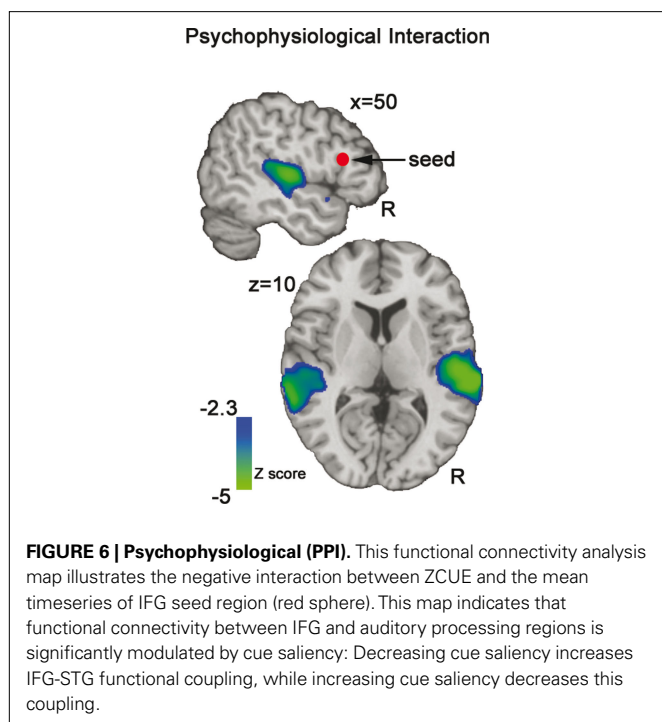 Psychophysiological Interaction
x=50
seed
R
z=10
-2.3
Z score
-5
R
FIGURE 6 | Psychophysiological (PPI). This functional connectivity analysis
map illustrates the negative interaction between ZCUE and the mean
timeseries of IFG seed region (red sphere). This map indicates that
functional connectivity between IFG and auditory processing regions is
significantly modulated by cue saliency: Decreasing cue saliency increases
IFG-STG functional coupling, while increasing cue saliency decreases this
coupling.